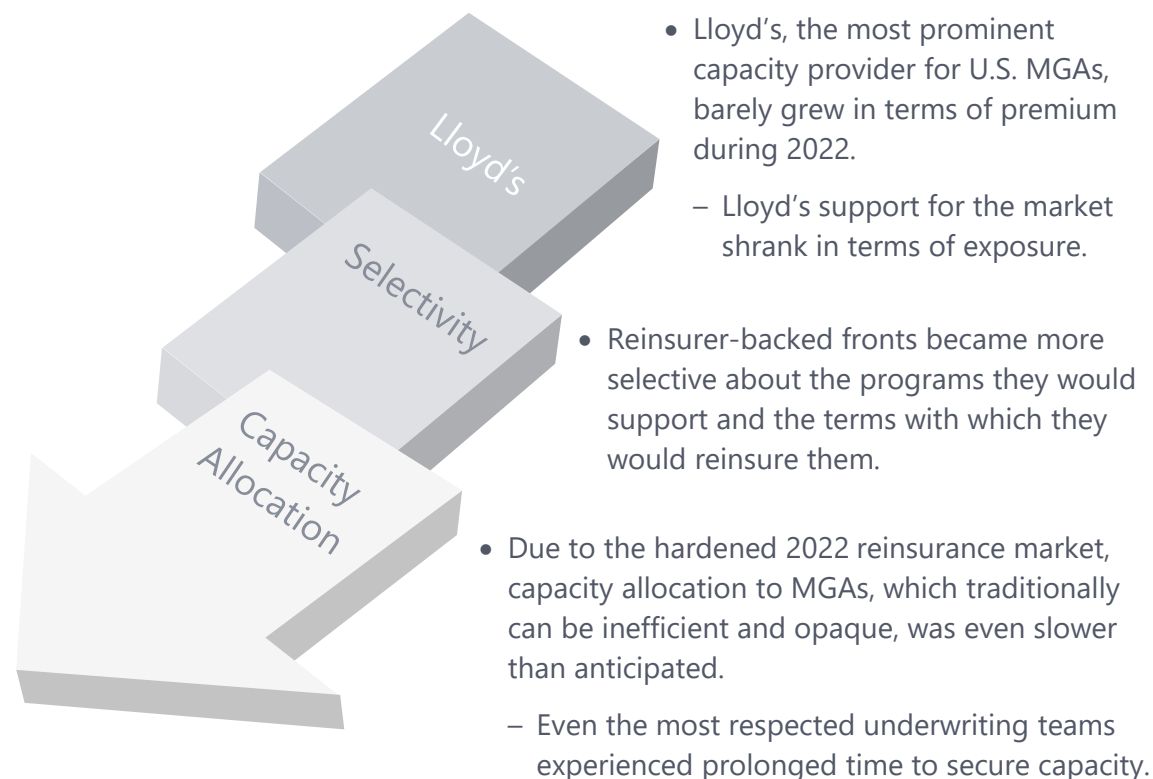 Lloyd's
• Lloyd's, the most prominent
capacity provider for U.S. MGAs,
barely grew in terms of premium
during 2022.
– Lloyd's support for the market
shrank in terms of exposure.
Selectivity
• Reinsurer-backed fronts became more
selective about the programs they would
support and the terms with which they
would reinsure them.
Capacity
Allocation
• Due to the hardened 2022 reinsurance market,
capacity allocation to MGAs, which traditionally
can be inefficient and opaque, was even slower
than anticipated.
– Even the most respected underwriting teams
experienced prolonged time to secure capacity.